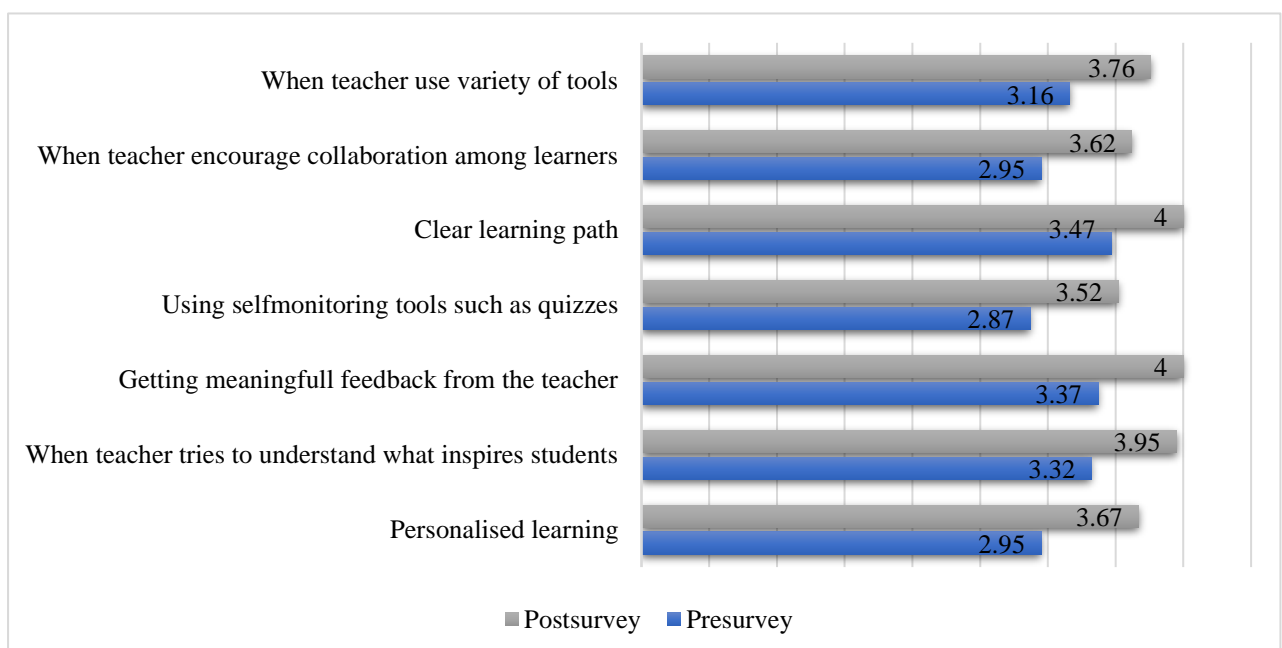 When teacher use variety of tools
3.76
3.16
When teacher encourage collaboration among learners
3.62
2.95
Clear learning path
4
3.47
Using selfmonitoring tools such as quizzes
3.52
2.87
Getting meaningfull feedback from the teacher
4
3.37
When teacher tries to understand what inspires students
3.95
3.32
Personalised learning
3.67
2.95
Postsurvey Presurvey